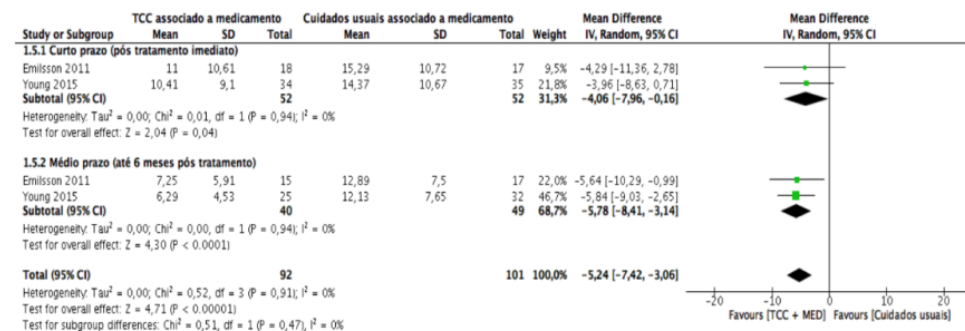 TCC associado a medicamento Cuidados usuais associado a medicamento Mean Difference Mean Difference
Study or Subgroup Mean SD Total Mean SD Total Weight IV, Random, 95% CI IV, Random, 95% CI
1.5.1 Curto prazo (pós tratamento imediato)
Emilsson 2011 11 10,61 18 15,29 10,72 17 9,5% -4,29 [-11,36, 2,78]
Young 2015 10,41 9,1 34 14,37 10,67 35 21,8% -3,96 [-8,63, 0,71]
Subtotal (95% CI) 52 52 31,3% -4,06 [-7,96, -0,16]
Heterogeneity: Tau² = 0,00; Chi² = 0,01, df = 1 (P = 0,94); I² = 0%
Test for overall effect: Z = 2,04 (P = 0,04)
1.5.2 Médio prazo (até 6 meses pós tratamento)
Emilsson 2011 7,25 5,91 15 12,89 7,5 17 22,0% -5,64 [-10,29, -0,99]
Young 2015 6,29 4,53 25 12,13 7,65 32 46,7% -5,84 [-9,03, -2,65]
Subtotal (95% CI) 40 49 68,7% -5,78 [-8,41, -3,14]
Heterogeneity: Tau² = 0,00; Chi² = 0,00, df = 1 (P = 0,94); I² = 0%
Test for overall effect: Z = 4,30 (P < 0.0001)
Total (95% CI) 92 101 100,0% -5,24 [-7,42, -3,06]
Heterogeneity: Tau² = 0,00; Chi² = 0,52, df = 3 (P = 0,91); I² = 0%
Test for overall effect: Z = 4,71 (P < 0.00001)
Test for subgroup differences: Chi² = 0,51, df = 1 (P = 0,47), I² = 0%
-20 -10 0 10 20
Favours [TCC + MED] Favours [Cuidados usuais]